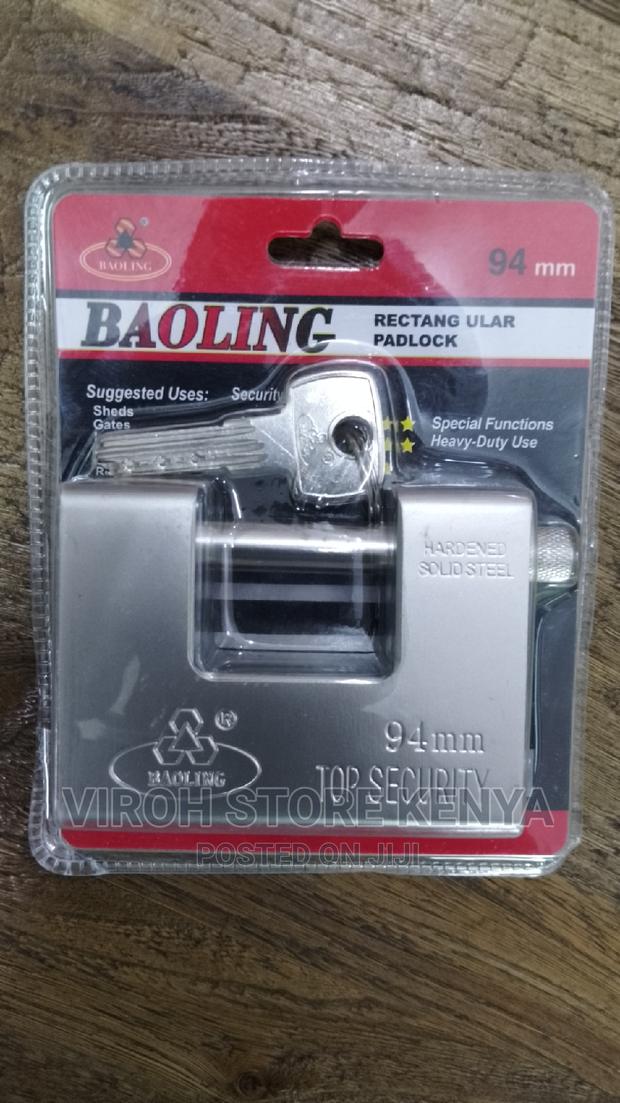 BAOLING
94 mm
BAOLING
RECTANG ULAR
PADLOCK
Suggested Uses: Security
Sheds
Gates
Special Functions
Heavy-Duty Use
HARDENED
SOLID STEEL
®
BAOLING
94mm
TOP SECURITY
VIROH STORE KENYA
POSTED ON JIJI